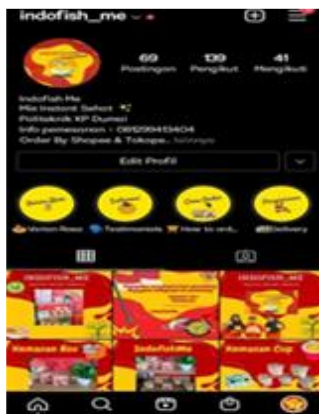 indofish_me
69 139 41
Postingan Pengikut Mengikuti
Indofish Me
Mie Instant Sehat
Politeknik KP Dumai
Info pemesanan : 081299413404
Order By Shopee & Tokope... lainnya
Edit Profil
Varian Rasa Testimonials How to ord... Delivery
INDOFISH_ME INDOFISH_ME
Kemasan Box IndofishMe Kemasan Cup